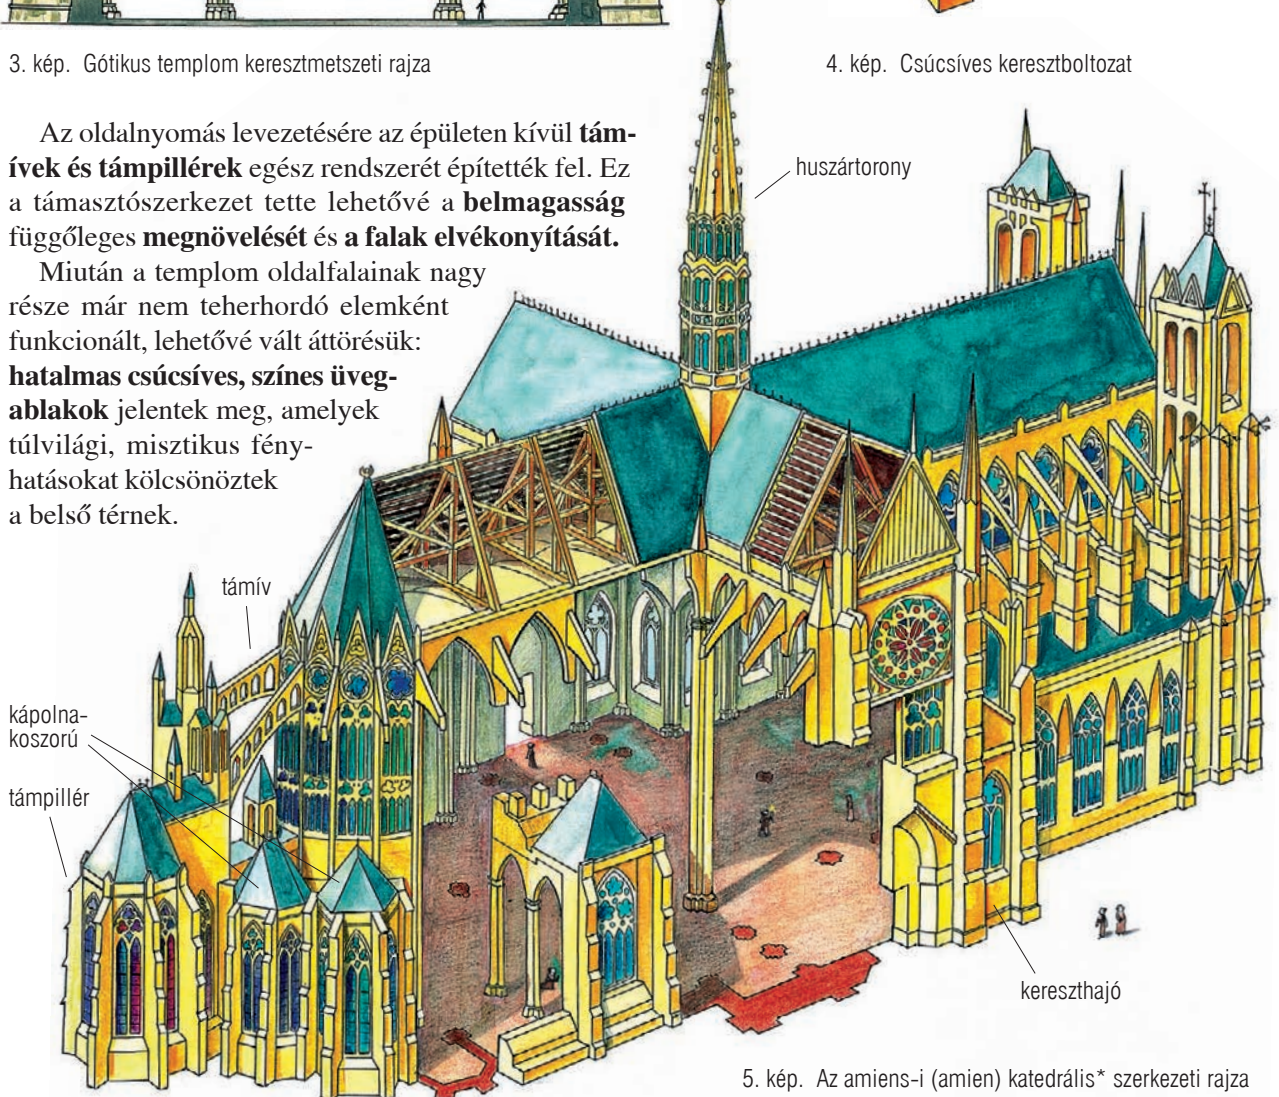 3. kép. Gótikus templom keresztmetszeti rajza
4. kép. Csúcsíves keresztboltozat
Az oldalnyomás levezetésére az épületen kívül tám-
ívek és támpillérek egész rendszerét építették fel. Ez
a támasztószerkezet tette lehetővé a belmagasság
függőleges megnövelését és a falak elvékonyítását.
Miután a templom oldalfalainak nagy
része már nem teherhordó elemként
funkcionált, lehetővé vált áttörésük:
hatalmas csúcsíves, színes üveg-
ablakok jelentek meg, amelyek
túlvilági, misztikus fény-
hatásokat kölcsönöztek
a belső térnek.
huszártorony
támív
kápolna-
koszorú
támpillér
kereszthajó
5. kép. Az amiens-i (amien) katedrális* szerkezeti rajza